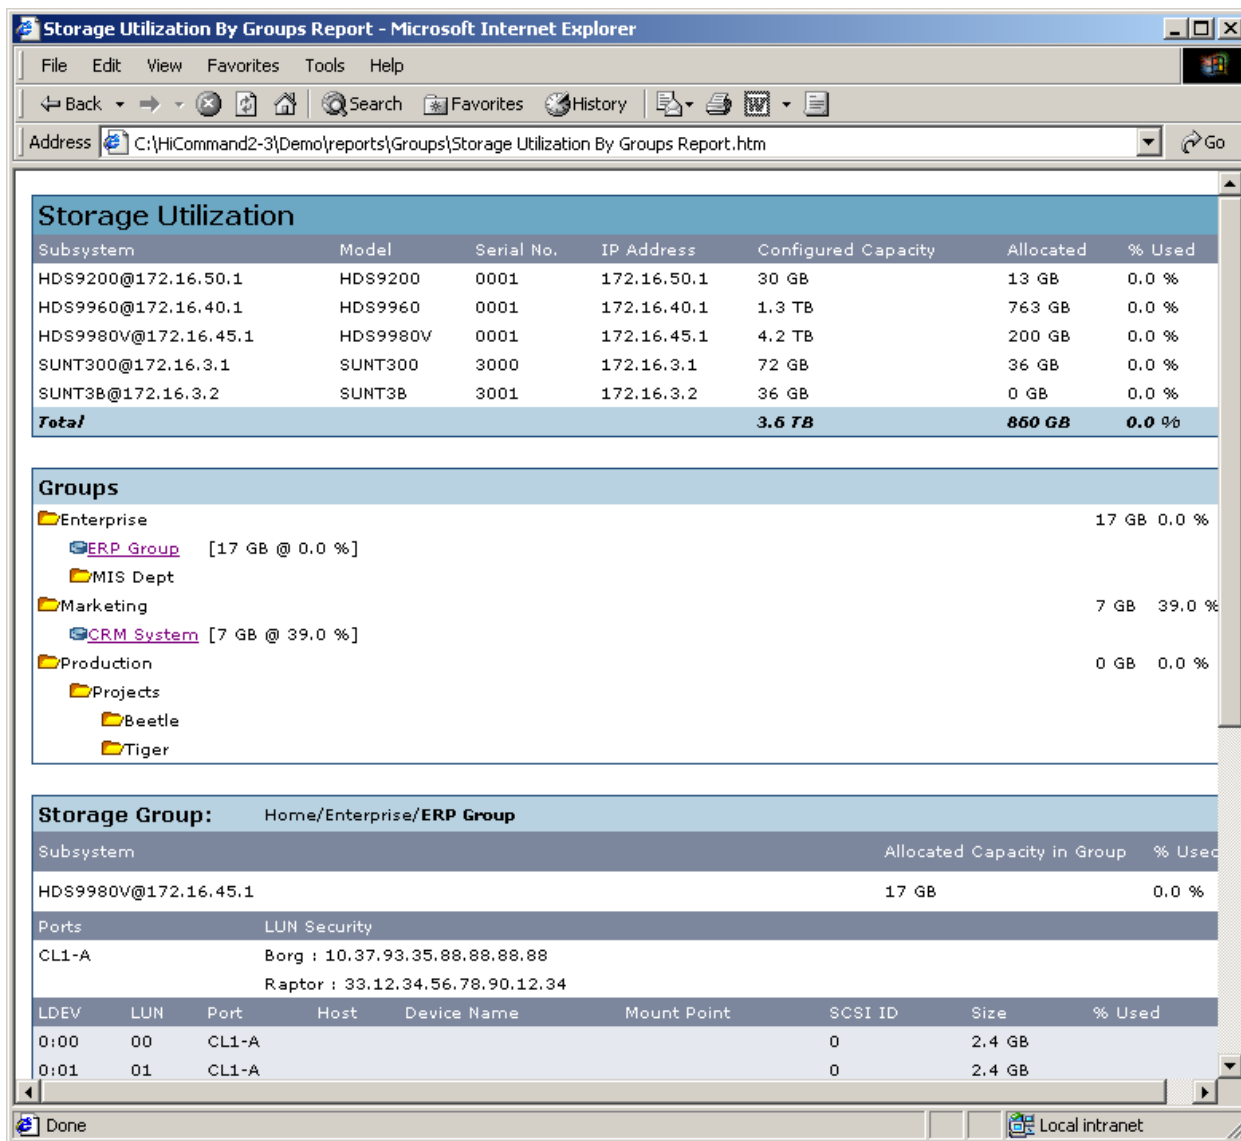 Storage Utilization By Groups Report - Microsoft Internet Explorer
File Edit View Favorites Tools Help
Back Search Favorites History
Address C:\HiCommand2-3\Demo\reports\Groups\Storage Utilization By Groups Report.htm Go
Storage Utilization
Subsystem Model Serial No. IP Address Configured Capacity Allocated % Used
HDS9200@172.16.50.1 HDS9200 0001 172.16.50.1 30 GB 13 GB 0.0 %
HDS9960@172.16.40.1 HDS9960 0001 172.16.40.1 1.3 TB 763 GB 0.0 %
HDS9980V@172.16.45.1 HDS9980V 0001 172.16.45.1 4.2 TB 200 GB 0.0 %
SUNT300@172.16.3.1 SUNT300 3000 172.16.3.1 72 GB 36 GB 0.0 %
SUNT3B@172.16.3.2 SUNT3B 3001 172.16.3.2 36 GB 0 GB 0.0 %
Total 3.6 TB 860 GB 0.0 %
Groups
Enterprise 17 GB 0.0 %
ERP Group [17 GB @ 0.0 %]
MIS Dept
Marketing 7 GB 39.0 %
CRM System [7 GB @ 39.0 %]
Production 0 GB 0.0 %
Projects
Beetle
Tiger
Storage Group: Home/Enterprise/ERP Group
Subsystem Allocated Capacity in Group % Used
HDS9980V@172.16.45.1 17 GB 0.0 %
Ports LUN Security
CL1-A Borg : 10.37.93.35.88.88.88.88
Raptor : 33.12.34.56.78.90.12.34
LDEV LUN Port Host Device Name Mount Point SCSI ID Size % Used
0:00 00 CL1-A 0 2.4 GB
0:01 01 CL1-A 0 2.4 GB
Done Local intranet